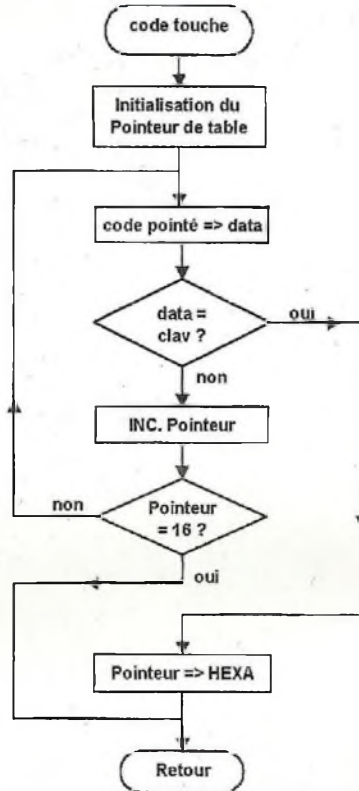 code touche
Initialisation du
Pointeur de table
code pointé => data
data =
clav ?
oui
non
INC. Pointeur
Pointeur
= 16 ?
non
oui
Pointeur => HEXA
Retour